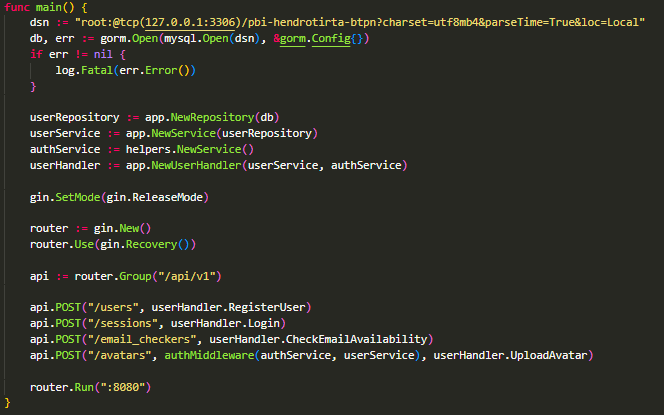 func main() {
dsn := "root:@tcp(127.0.0.1:3306)/pbi-hendrotirta-btpn?charset=utf8mb4&parseTime=True&loc=Local"
db, err := gorm.Open(mysql.Open(dsn), &gorm.Config{})
if err != nil {
log.Fatal(err.Error())
}
userRepository := app.NewRepository(db)
userService := app.NewService(userRepository)
authService := helpers.NewService()
userHandler := app.NewUserHandler(userService, authService)
gin.SetMode(gin.ReleaseMode)
router := gin.New()
router.Use(gin.Recovery())
api := router.Group("/api/v1")
api.POST("/users", userHandler.RegisterUser)
api.POST("/sessions", userHandler.Login)
api.POST("/email_checkers", userHandler.CheckEmailAvailability)
api.POST("/avatars", authMiddleware(authService, userService), userHandler.UploadAvatar)
router.Run(":8080")
}